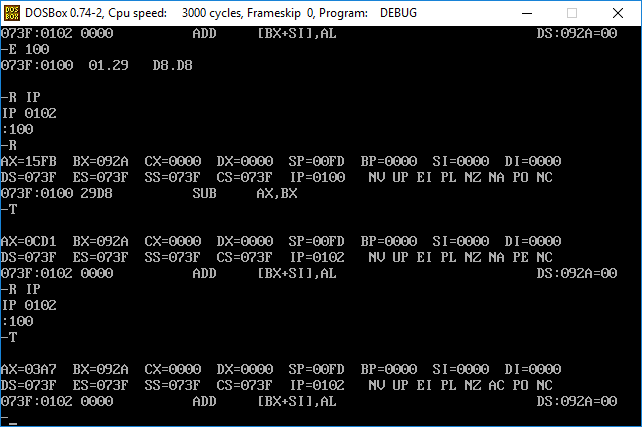 DOSBox 0.74-2, Cpu speed:    3000 cycles, Frameskip  0, Program:    DEBUG
073F:0102 0000          ADD     [BX+SI],AL                         DS:092A=00
-E 100
073F:0100  01.29   D8.D8
-R IP
IP 0102
:100
-R
AX=15FB  BX=092A  CX=0000  DX=0000  SP=00FD  BP=0000  SI=0000  DI=0000
DS=073F  ES=073F  SS=073F  CS=073F  IP=0100   NV UP EI PL NZ NA PO NC
073F:0100 29D8          SUB     AX,BX
-T
AX=0CD1  BX=092A  CX=0000  DX=0000  SP=00FD  BP=0000  SI=0000  DI=0000
DS=073F  ES=073F  SS=073F  CS=073F  IP=0102   NV UP EI PL NZ NA PE NC
073F:0102 0000          ADD     [BX+SI],AL                         DS:092A=00
-R IP
IP 0102
:100
-T
AX=03A7  BX=092A  CX=0000  DX=0000  SP=00FD  BP=0000  SI=0000  DI=0000
DS=073F  ES=073F  SS=073F  CS=073F  IP=0102   NV UP EI PL NZ AC PO NC
073F:0102 0000          ADD     [BX+SI],AL                         DS:092A=00
-_